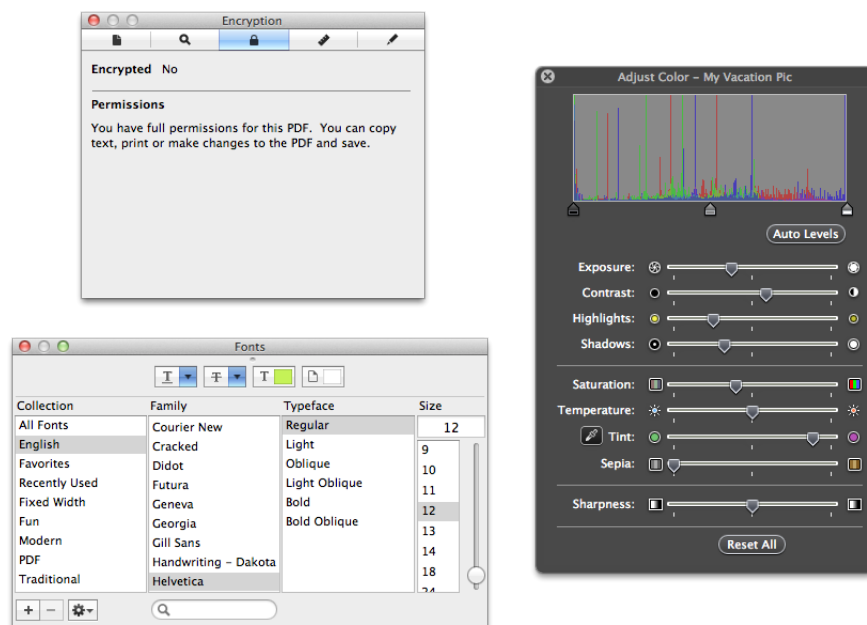 Encryption
Encrypted No
Permissions
You have full permissions for this PDF. You can copy
text, print or make changes to the PDF and save.
Adjust Color – My Vacation Pic
Auto Levels
Exposure:
Contrast:
Highlights:
Shadows:
Saturation:
Temperature:
Tint:
Sepia:
Sharpness:
Reset All
Fonts
T T T
Collection Family Typeface Size
All Fonts
English
Favorites
Recently Used
Fixed Width
Fun
Modern
PDF
Traditional
Courier New
Cracked
Didot
Futura
Geneva
Georgia
Gill Sans
Handwriting – Dakota
Helvetica
Regular
Light
Oblique
Light Oblique
Bold
Bold Oblique
12
9
10
11
12
13
14
18
24